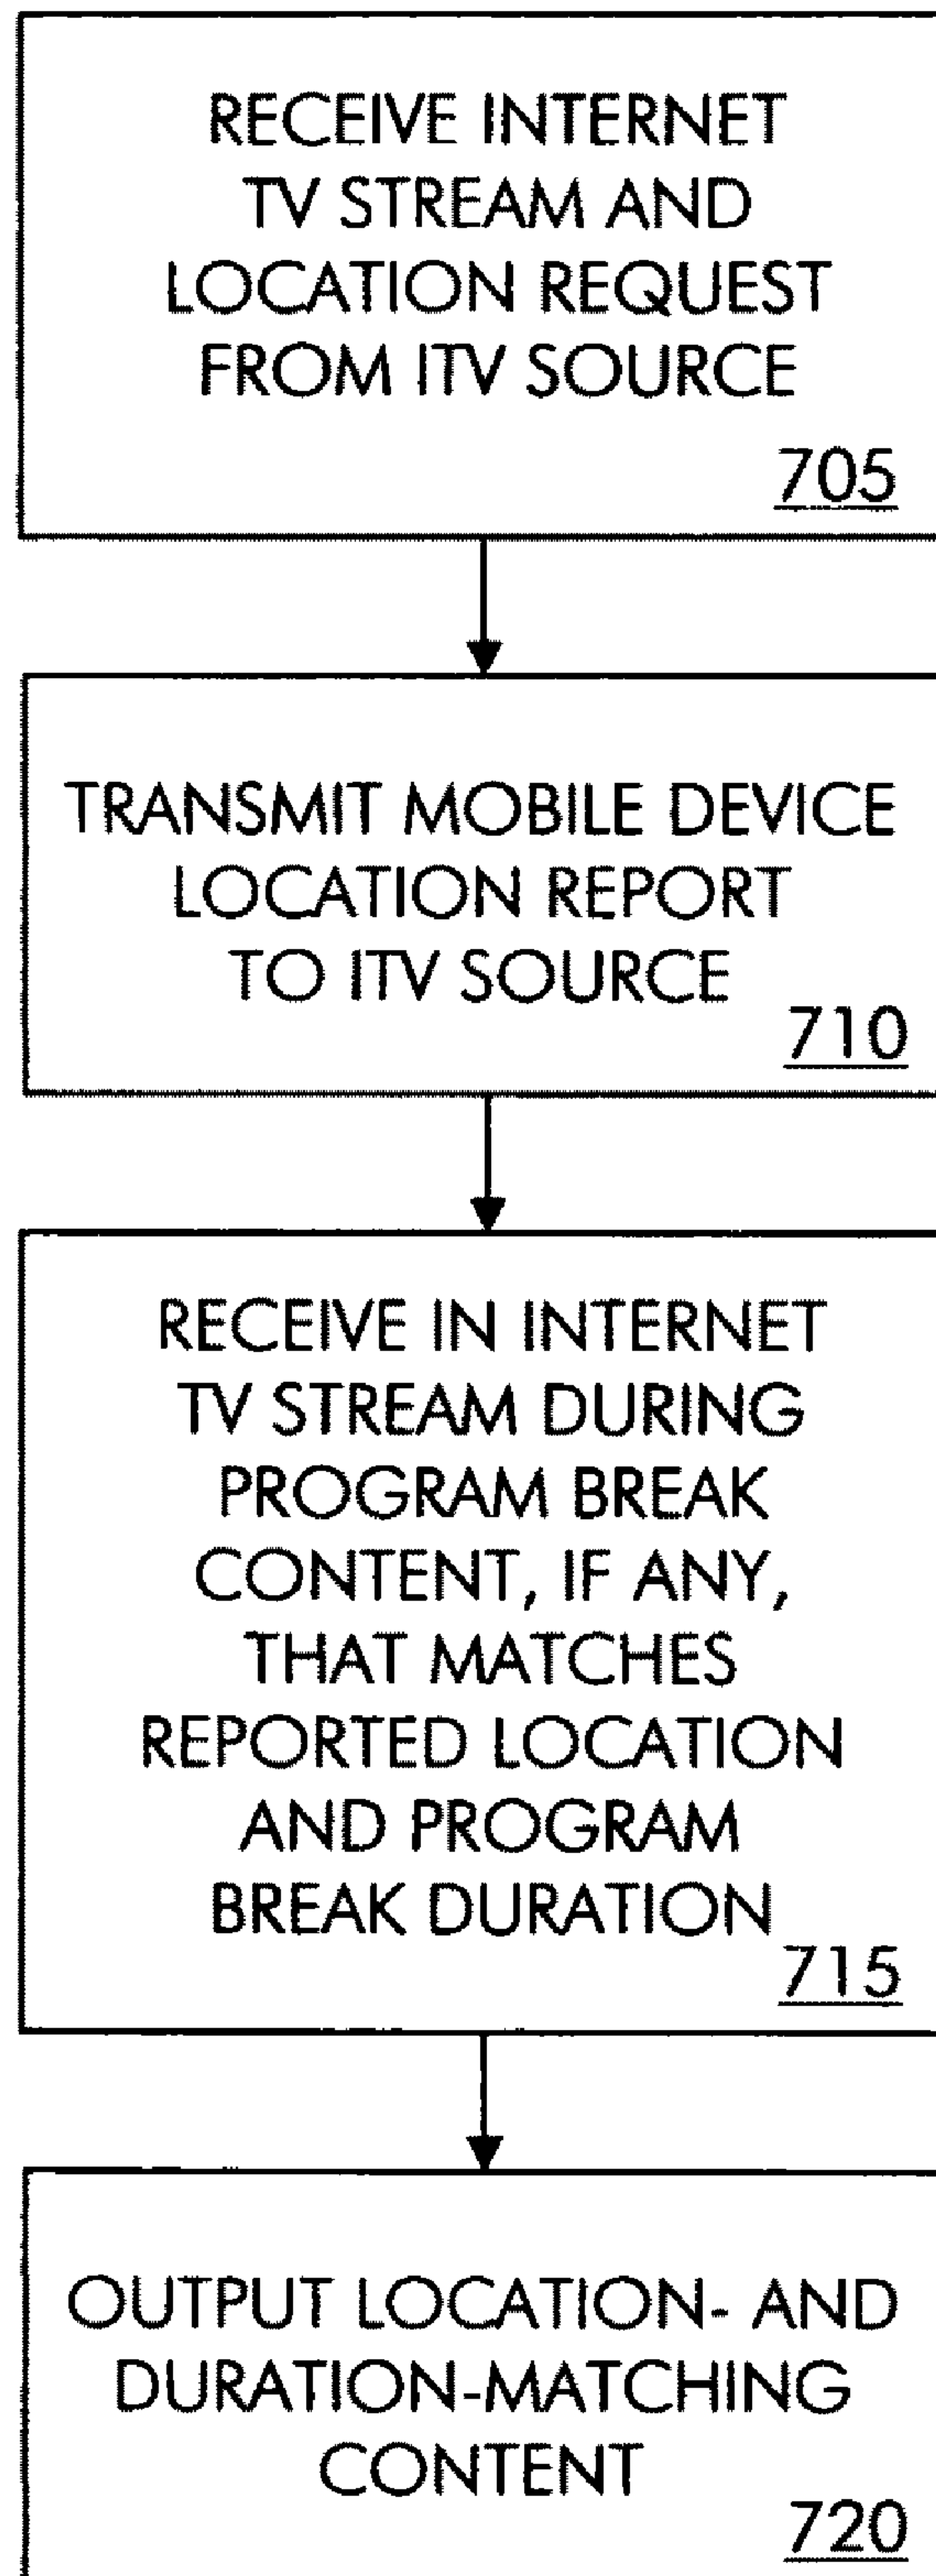 RECEIVE INTERNET
TV STREAM AND
LOCATION REQUEST
FROM ITV SOURCE
705
TRANSMIT MOBILE DEVICE
LOCATION REPORT
TO ITV SOURCE
710
RECEIVE IN INTERNET
TV STREAM DURING
PROGRAM BREAK
CONTENT, IF ANY,
THAT MATCHES
REPORTED LOCATION
AND PROGRAM
BREAK DURATION
715
OUTPUT LOCATION- AND
DURATION-MATCHING
CONTENT
720